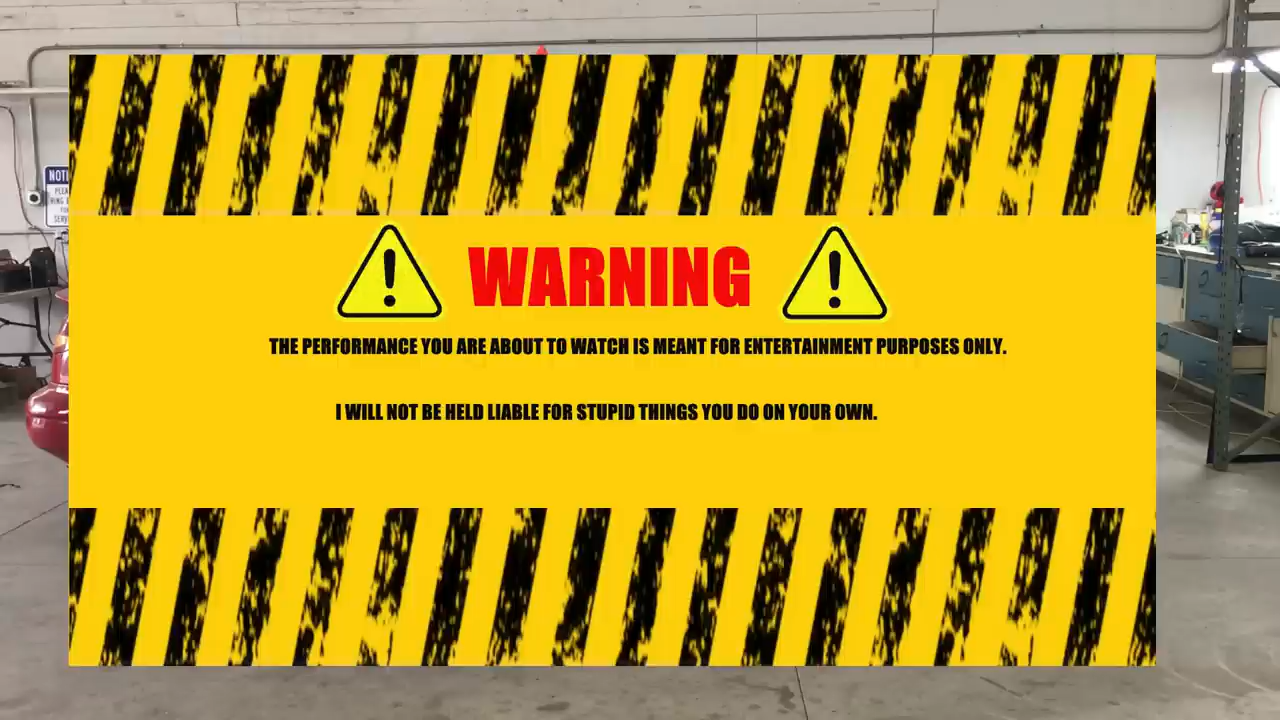 WARNING
THE PERFORMANCE YOU ARE ABOUT TO WATCH IS MEANT FOR ENTERTAINMENT PURPOSES ONLY.
I WILL NOT BE HELD LIABLE FOR STUPID THINGS YOU DO ON YOUR OWN.